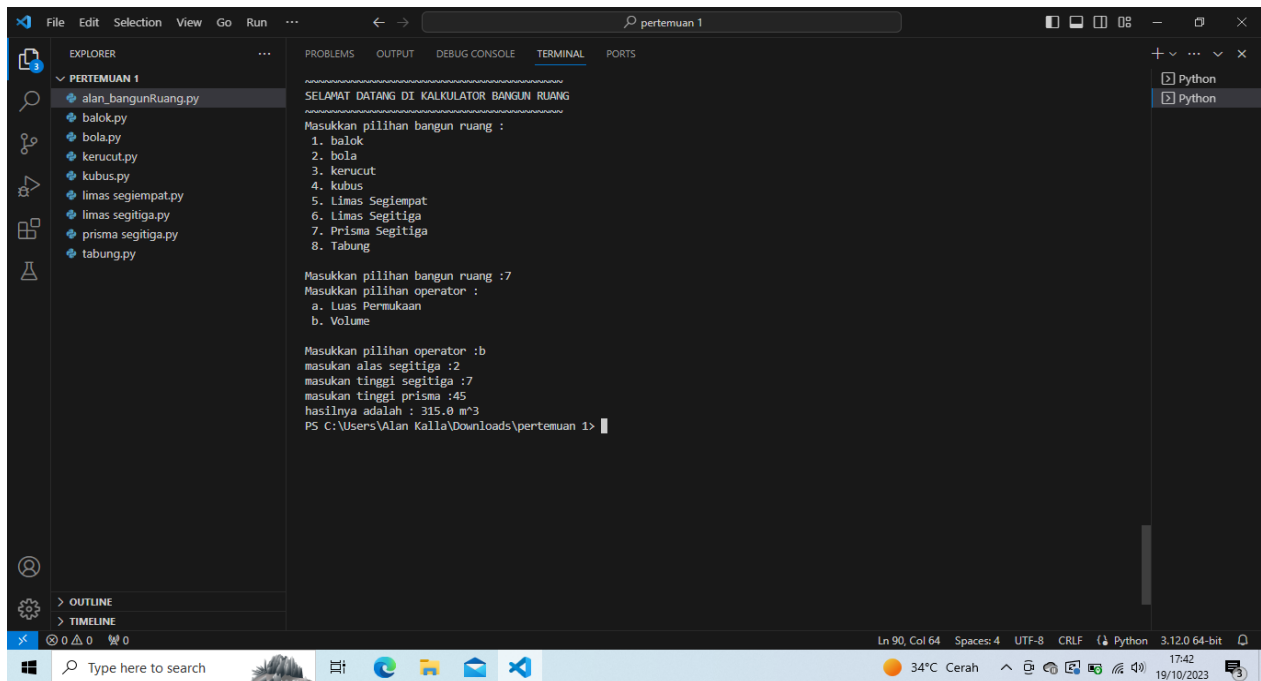 File Edit Selection View Go Run ··· ← → pertemuan 1
EXPLORER ···
PERTEMUAN 1
alan_bangunRuang.py
balok.py
bola.py
kerucut.py
kubus.py
limas segiempat.py
limas segitiga.py
prisma segitiga.py
tabung.py
OUTLINE
TIMELINE
3
PROBLEMS OUTPUT DEBUG CONSOLE TERMINAL PORTS
~~~~~~~~~~~~~~~~~~~~~~~~~~~~~~~~~~~~~~~~
SELAMAT DATANG DI KALKULATOR BANGUN RUANG
~~~~~~~~~~~~~~~~~~~~~~~~~~~~~~~~~~~~~~~~
Masukkan pilihan bangun ruang :
1. balok
2. bola
3. kerucut
4. kubus
5. Limas Segiempat
6. Limas Segitiga
7. Prisma Segitiga
8. Tabung
Masukkan pilihan bangun ruang :7
Masukkan pilihan operator :
a. Luas Permukaan
b. Volume
Masukkan pilihan operator :b
masukan alas segitiga :2
masukan tinggi segitiga :7
masukan tinggi prisma :45
hasilnya adalah : 315.0 m^3
PS C:\Users\Alan Kalla\Downloads\pertemuan 1>
Python
Python
0 0 0 Ln 90, Col 64 Spaces: 4 UTF-8 CRLF Python 3.12.0 64-bit
Type here to search 34°C Cerah 17:42
19/10/2023 3